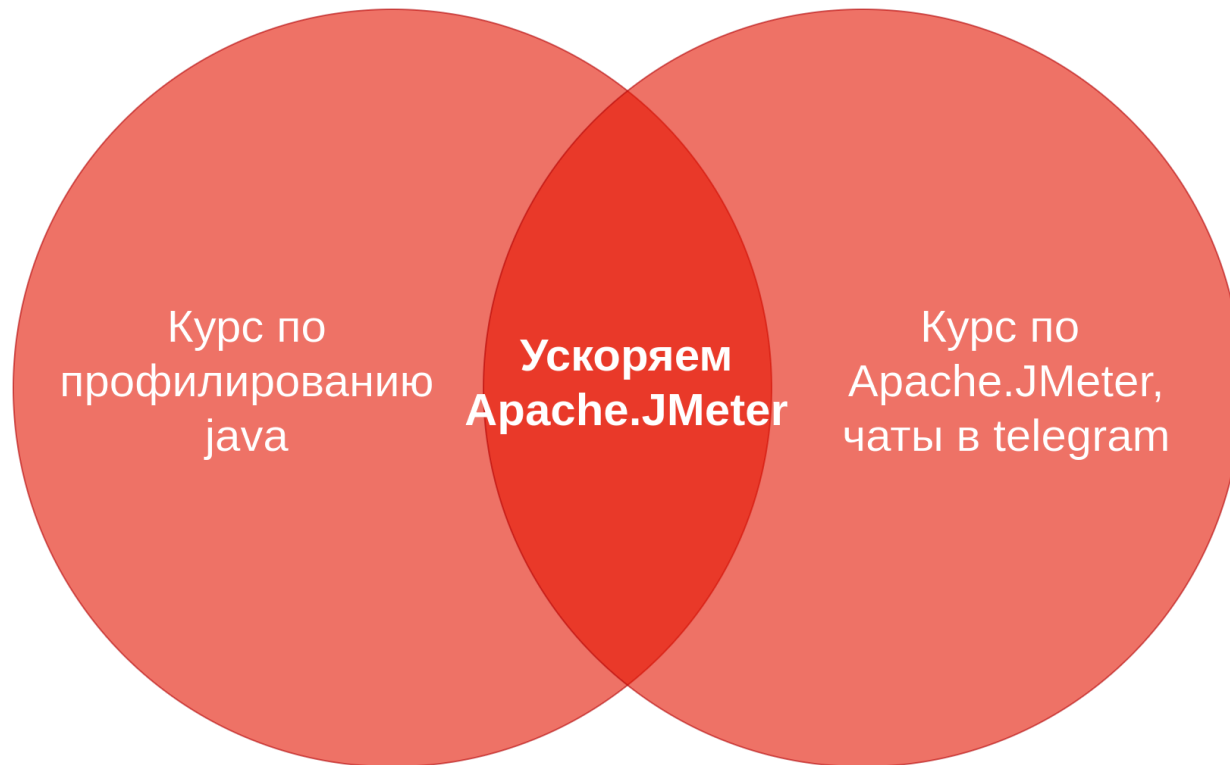 Курс по
профилированию
java
Ускоряем
Apache.JMeter
Курс по
Apache.JMeter,
чаты в telegram